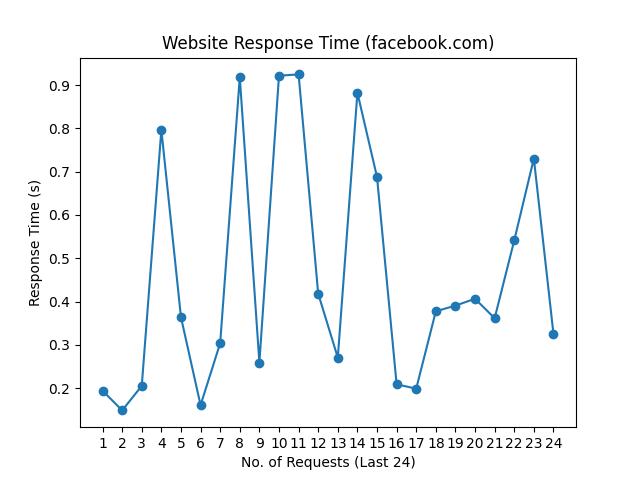 Website Response Time (facebook.com)
0.9
0.8
0.7
0.6
0.5
0.4
0.3
0.2
Response Time (s)
1 2 3 4 5 6 7 8 9 10 11 12 13 14 15 16 17 18 19 20 21 22 23 24
No. of Requests (Last 24)